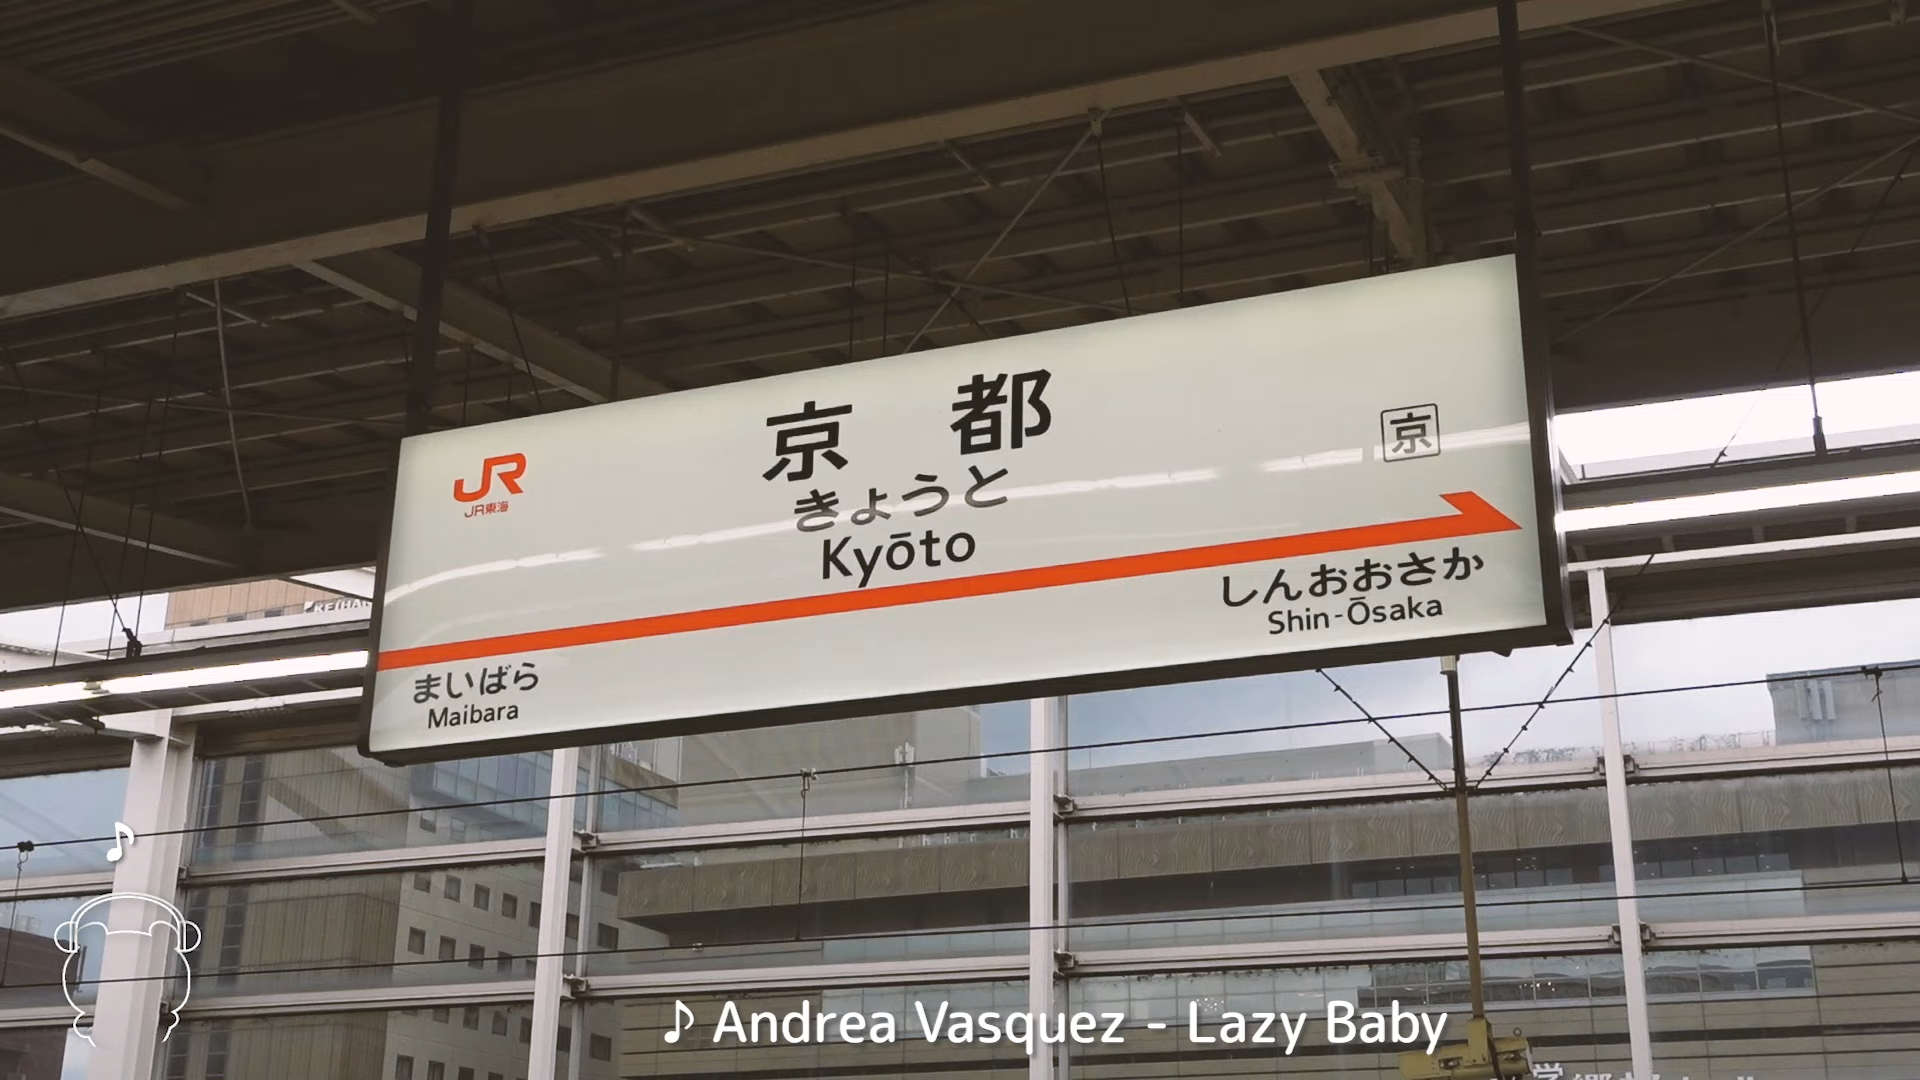 京都
京
JR
JR東海
きょうと
Kyōto
しんおおさか
Shin-Ōsaka
まいばら
Maibara
♪ Andrea Vasquez - Lazy Baby